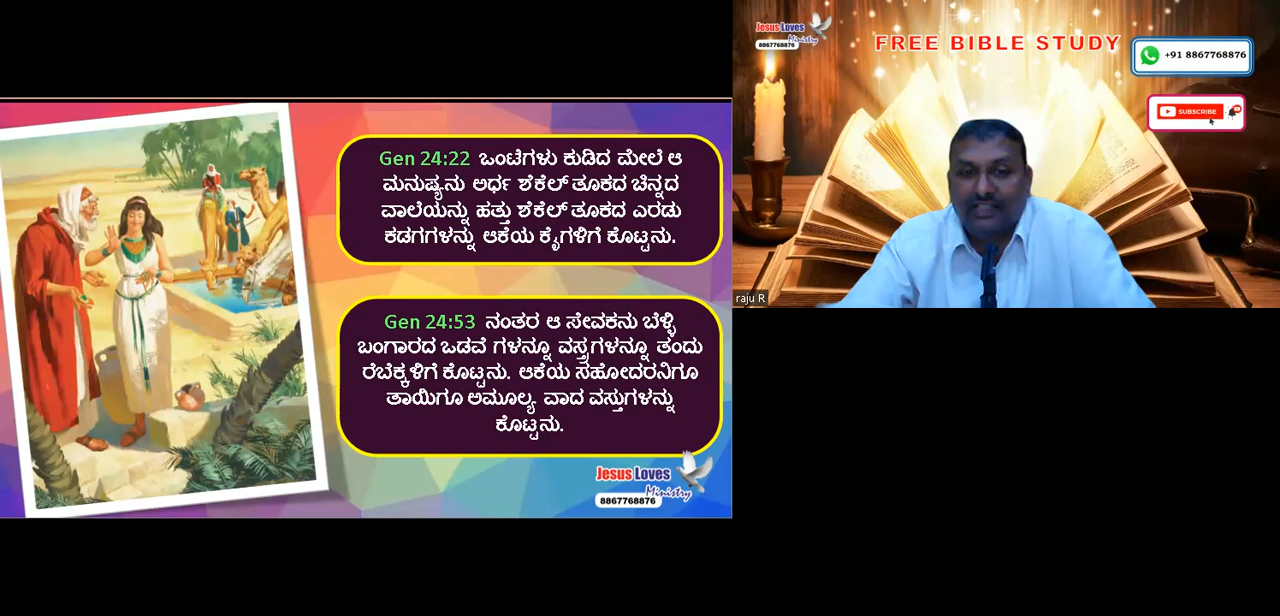 Gen 24:22 ಒಂಟೆಗಳು ಕುಡಿದ ಮೇಲೆ ಆ
ಮನುಷ್ಯನು ಅರ್ಧ ಶೆಕೆಲ್ ತೂಕದ ಚಿನ್ನದ
ವಾಲೆಯನ್ನು ಹತ್ತು ಶೆಕೆಲ್ ತೂಕದ ಎರಡು
ಕಡಗಗಳನ್ನು ಆಕೆಯ ಕೈಗಳಿಗೆ ಕೊಟ್ಟನು.
Gen 24:53 ನಂತರ ಆ ಸೇವಕನು ಬೆಳ್ಳಿ
ಬಂಗಾರದ ಒಡವೆ ಗಳನ್ನೂ ವಸ್ತ್ರಗಳನ್ನೂ ತಂದು
ರೆಬೆಕ್ಕಳಿಗೆ ಕೊಟ್ಟನು. ಆಕೆಯ ಸಹೋದರನಿಗೂ
ತಾಯಿಗೂ ಅಮೂಲ್ಯ ವಾದ ವಸ್ತುಗಳನ್ನು
ಕೊಟ್ಟನು.
Jesus Loves
Ministry
8867768876
Jesus Loves
Ministry
8867768876
FREE BIBLE STUDY
+91 8867768876
SUBSCRIBE
raju R